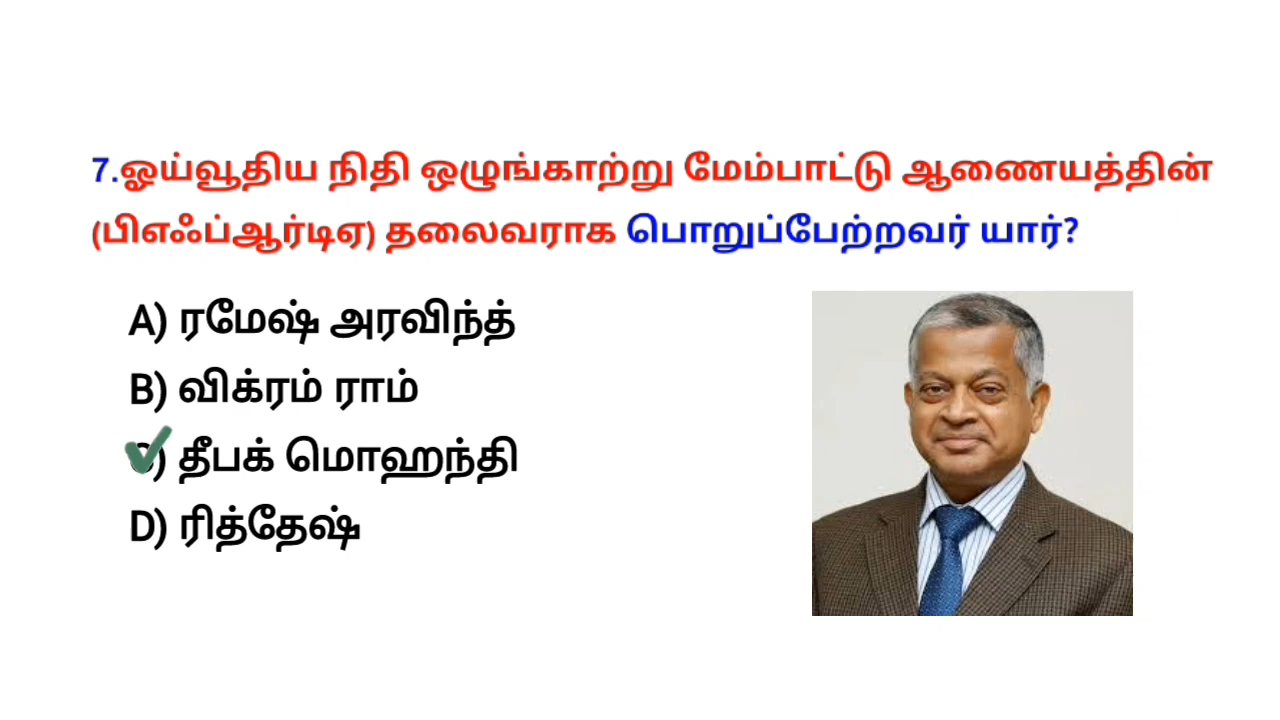 7.ஓய்வூதிய நிதி ஒழுங்காற்று மேம்பாட்டு ஆணையத்தின்
(பிஎஃப்ஆர்டிஏ) தலைவராக பொறுப்பேற்றவர் யார்?
A) ரமேஷ் அரவிந்த்
B) விக்ரம் ராம்
C) தீபக் மொஹந்தி
D) ரித்தேஷ்